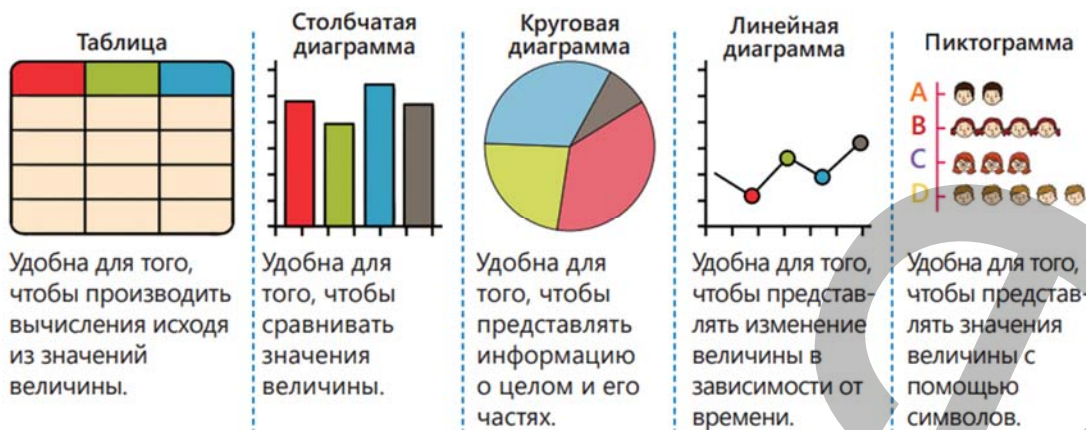 Таблица
Удобна для того,
чтобы производить
вычисления исходя
из значений
величины.
Столбчатая
диаграмма
Удобна для
того, чтобы
сравнивать
значения
величины.
Круговая
диаграмма
Удобна для
того, чтобы
представлять
информацию
о целом и его
частях.
Линейная
диаграмма
Удобна для того,
чтобы представ-
лять изменение
величины в
зависимости от
времени.
Пиктограмма
A
B
C
D
Удобна для того,
чтобы представ-
лять значения
величины с
помощью
символов.